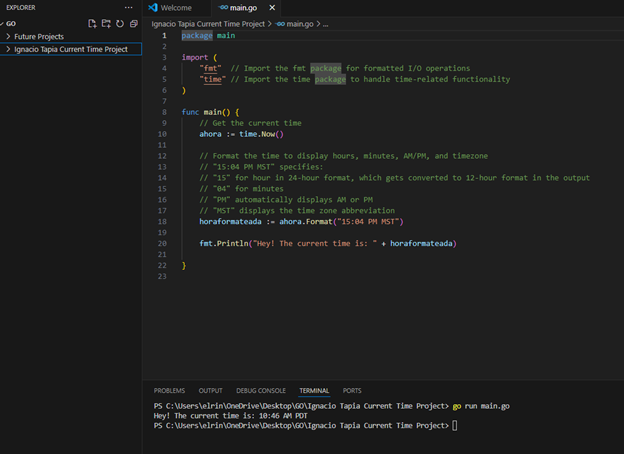 EXPLORER ...
GO
Future Projects
Ignacio Tapia Current Time Project
Welcome
main.go
Ignacio Tapia Current Time Project > main.go > ...
1 package main
2
3 import (
4 "fmt" // Import the fmt package for formatted I/O operations
5 "time" // Import the time package to handle time-related functionality
6 )
7
8 func main() {
9 // Get the current time
10 ahora := time.Now()
11
12 // Format the time to display hours, minutes, AM/PM, and timezone
13 // "15:04 PM MST" specifies:
14 // "15" for hour in 24-hour format, which gets converted to 12-hour format in the output
15 // "04" for minutes
16 // "PM" automatically displays AM or PM
17 // "MST" displays the time zone abbreviation
18 horaformateada := ahora.Format("15:04 PM MST")
19
20 fmt.Println("Hey! The current time is: " + horaformateada)
21
22 }
23
PROBLEMS OUTPUT DEBUG CONSOLE TERMINAL PORTS
PS C:\Users\elrin\OneDrive\Desktop\GO\Ignacio Tapia Current Time Project> go run main.go
Hey! The current time is: 10:46 AM PDT
PS C:\Users\elrin\OneDrive\Desktop\GO\Ignacio Tapia Current Time Project>